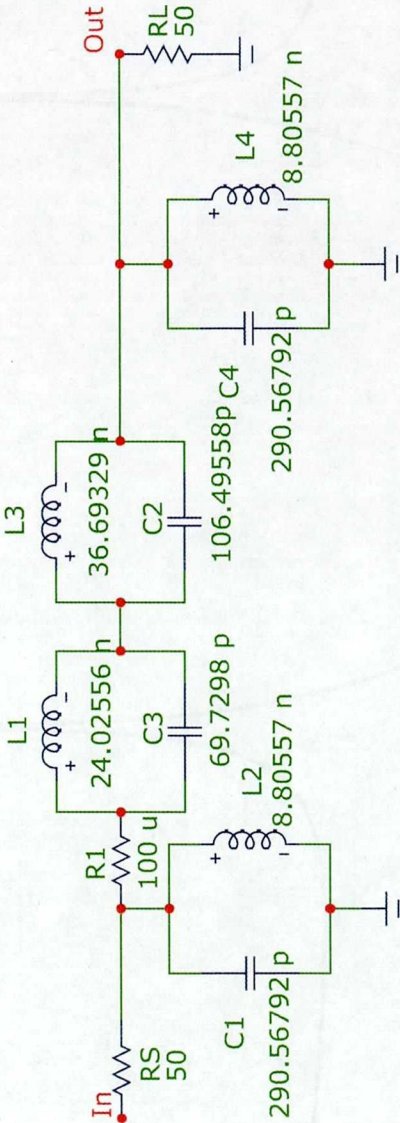 In
RS
50
C1
290.56792 p
L2
8.80557 n
R1
100 u
L1
24.02556 n
C3
69.7298 p
L3
36.69329 n
C2
106.49558p
C4
290.56792 p
L4
8.80557 n
Out
RL
50